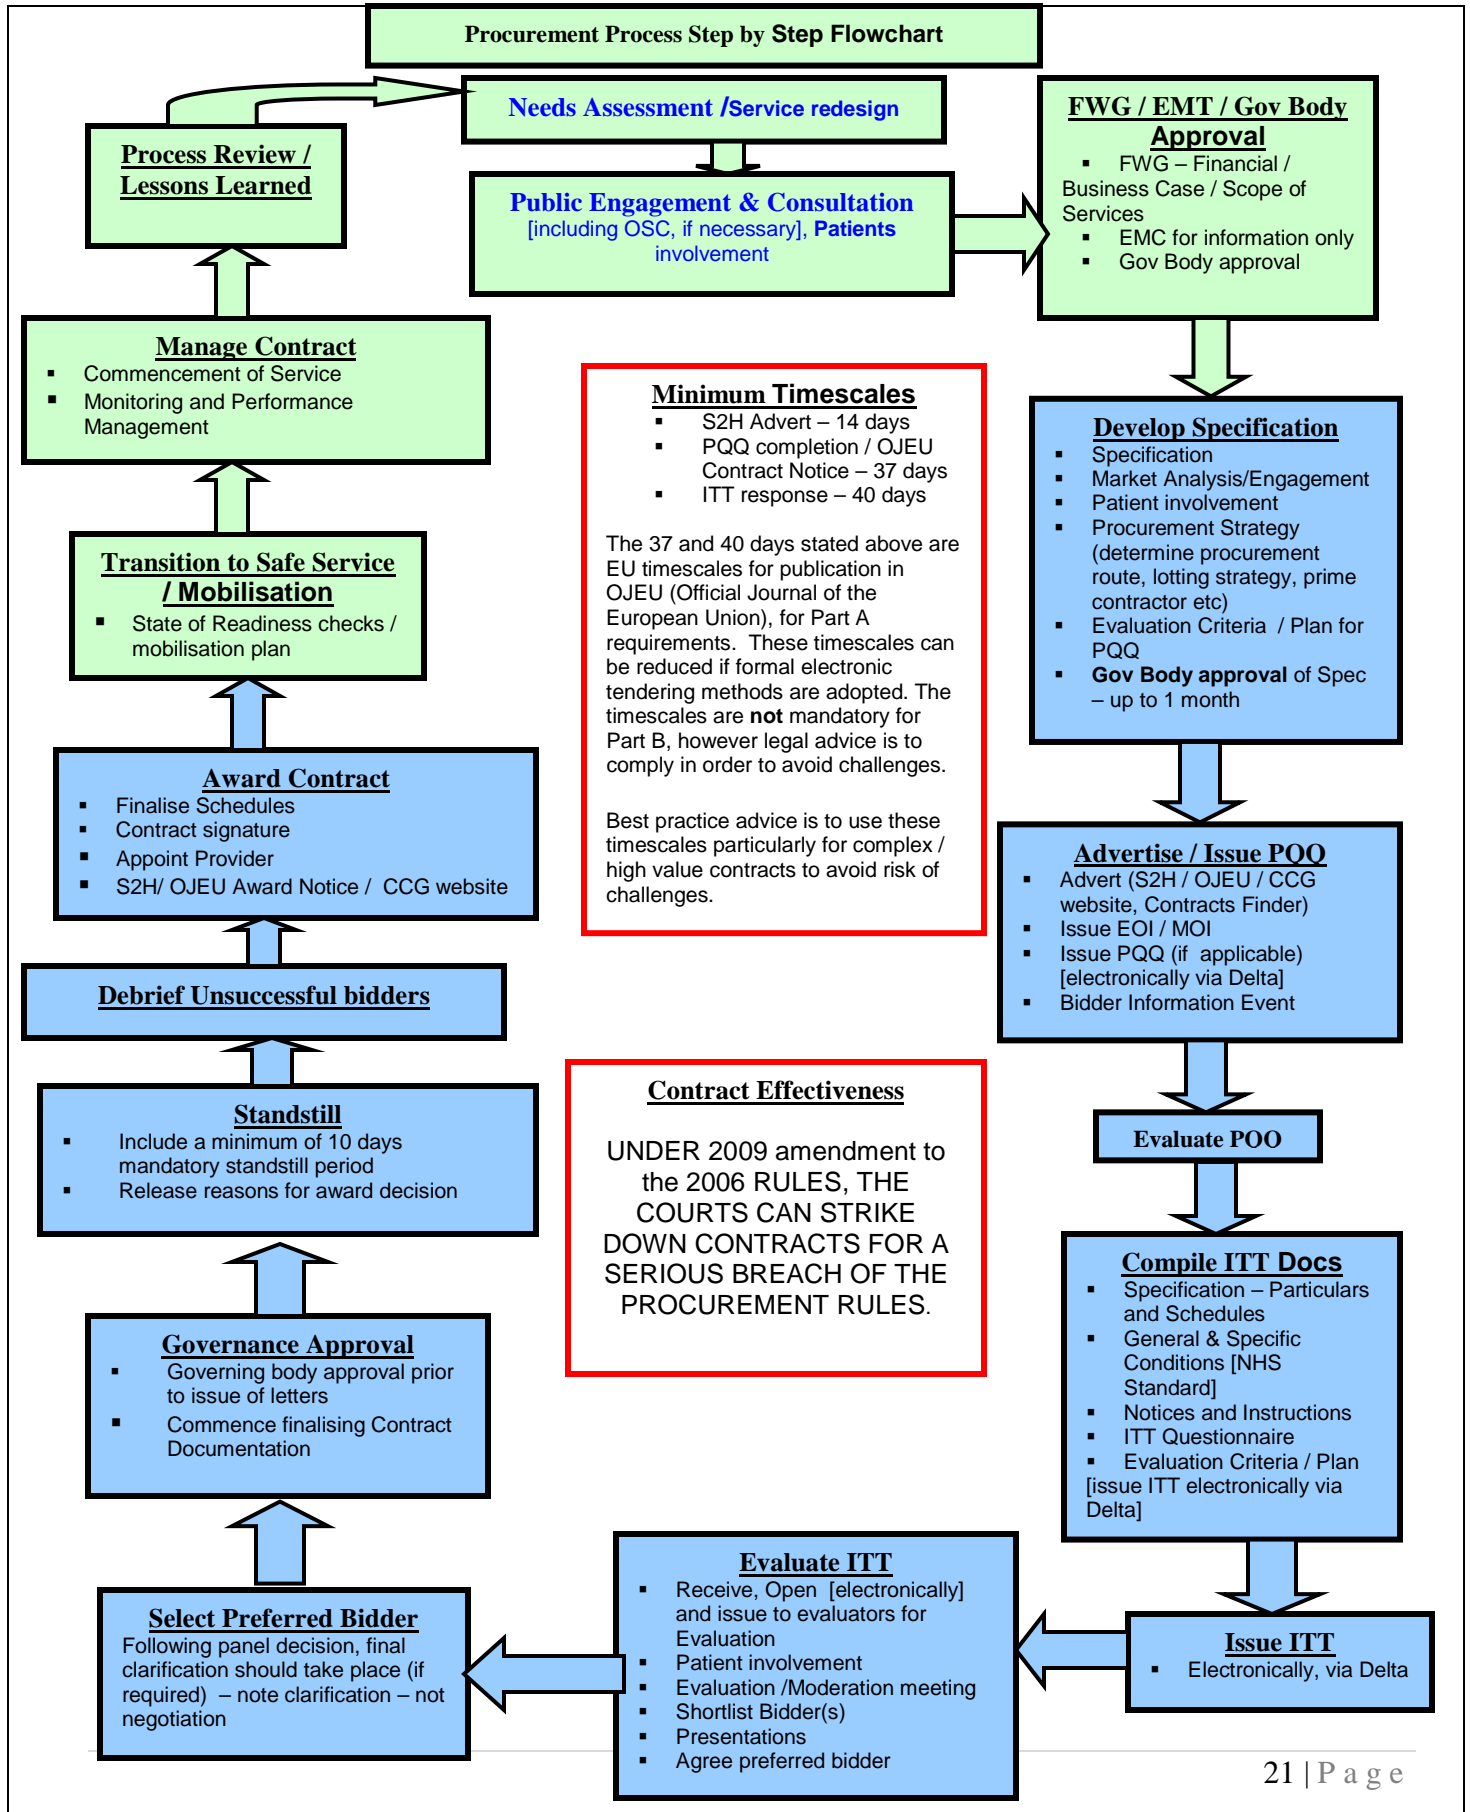 Procurement Process Step by Step Flowchart
Needs Assessment /Service redesign
Public Engagement & Consultation
[including OSC, if necessary], Patients
involvement
FWG / EMT / Gov Body
Approval
▪ FWG – Financial /
Business Case / Scope of
Services
▪ EMC for information only
▪ Gov Body approval
Develop Specification
▪ Specification
▪ Market Analysis/Engagement
▪ Patient involvement
▪ Procurement Strategy
(determine procurement
route, lotting strategy, prime
contractor etc)
▪ Evaluation Criteria / Plan for
PQQ
▪ Gov Body approval of Spec
– up to 1 month
Advertise / Issue PQQ
▪ Advert (S2H / OJEU / CCG
website, Contracts Finder)
▪ Issue EOI / MOI
▪ Issue PQQ (if applicable)
[electronically via Delta]
▪ Bidder Information Event
Evaluate POO
Compile ITT Docs
▪ Specification – Particulars
and Schedules
▪ General & Specific
Conditions [NHS
Standard]
▪ Notices and Instructions
▪ ITT Questionnaire
▪ Evaluation Criteria / Plan
[issue ITT electronically via
Delta]
Issue ITT
▪ Electronically, via Delta
Evaluate ITT
▪ Receive, Open [electronically]
and issue to evaluators for
Evaluation
▪ Patient involvement
▪ Evaluation /Moderation meeting
▪ Shortlist Bidder(s)
▪ Presentations
▪ Agree preferred bidder
Select Preferred Bidder
Following panel decision, final
clarification should take place (if
required) – note clarification – not
negotiation
Governance Approval
▪ Governing body approval prior
to issue of letters
▪ Commence finalising Contract
Documentation
Standstill
▪ Include a minimum of 10 days
mandatory standstill period
▪ Release reasons for award decision
Debrief Unsuccessful bidders
Award Contract
▪ Finalise Schedules
▪ Contract signature
▪ Appoint Provider
▪ S2H/ OJEU Award Notice / CCG website
Transition to Safe Service
/ Mobilisation
▪ State of Readiness checks /
mobilisation plan
Manage Contract
▪ Commencement of Service
▪ Monitoring and Performance
Management
Process Review /
Lessons Learned
Minimum Timescales
▪ S2H Advert – 14 days
▪ PQQ completion / OJEU
Contract Notice – 37 days
▪ ITT response – 40 days
The 37 and 40 days stated above are
EU timescales for publication in
OJEU (Official Journal of the
European Union), for Part A
requirements. These timescales can
be reduced if formal electronic
tendering methods are adopted. The
timescales are not mandatory for
Part B, however legal advice is to
comply in order to avoid challenges.
Best practice advice is to use these
timescales particularly for complex /
high value contracts to avoid risk of
challenges.
Contract Effectiveness
UNDER 2009 amendment to
the 2006 RULES, THE
COURTS CAN STRIKE
DOWN CONTRACTS FOR A
SERIOUS BREACH OF THE
PROCUREMENT RULES.
21 | P a g e